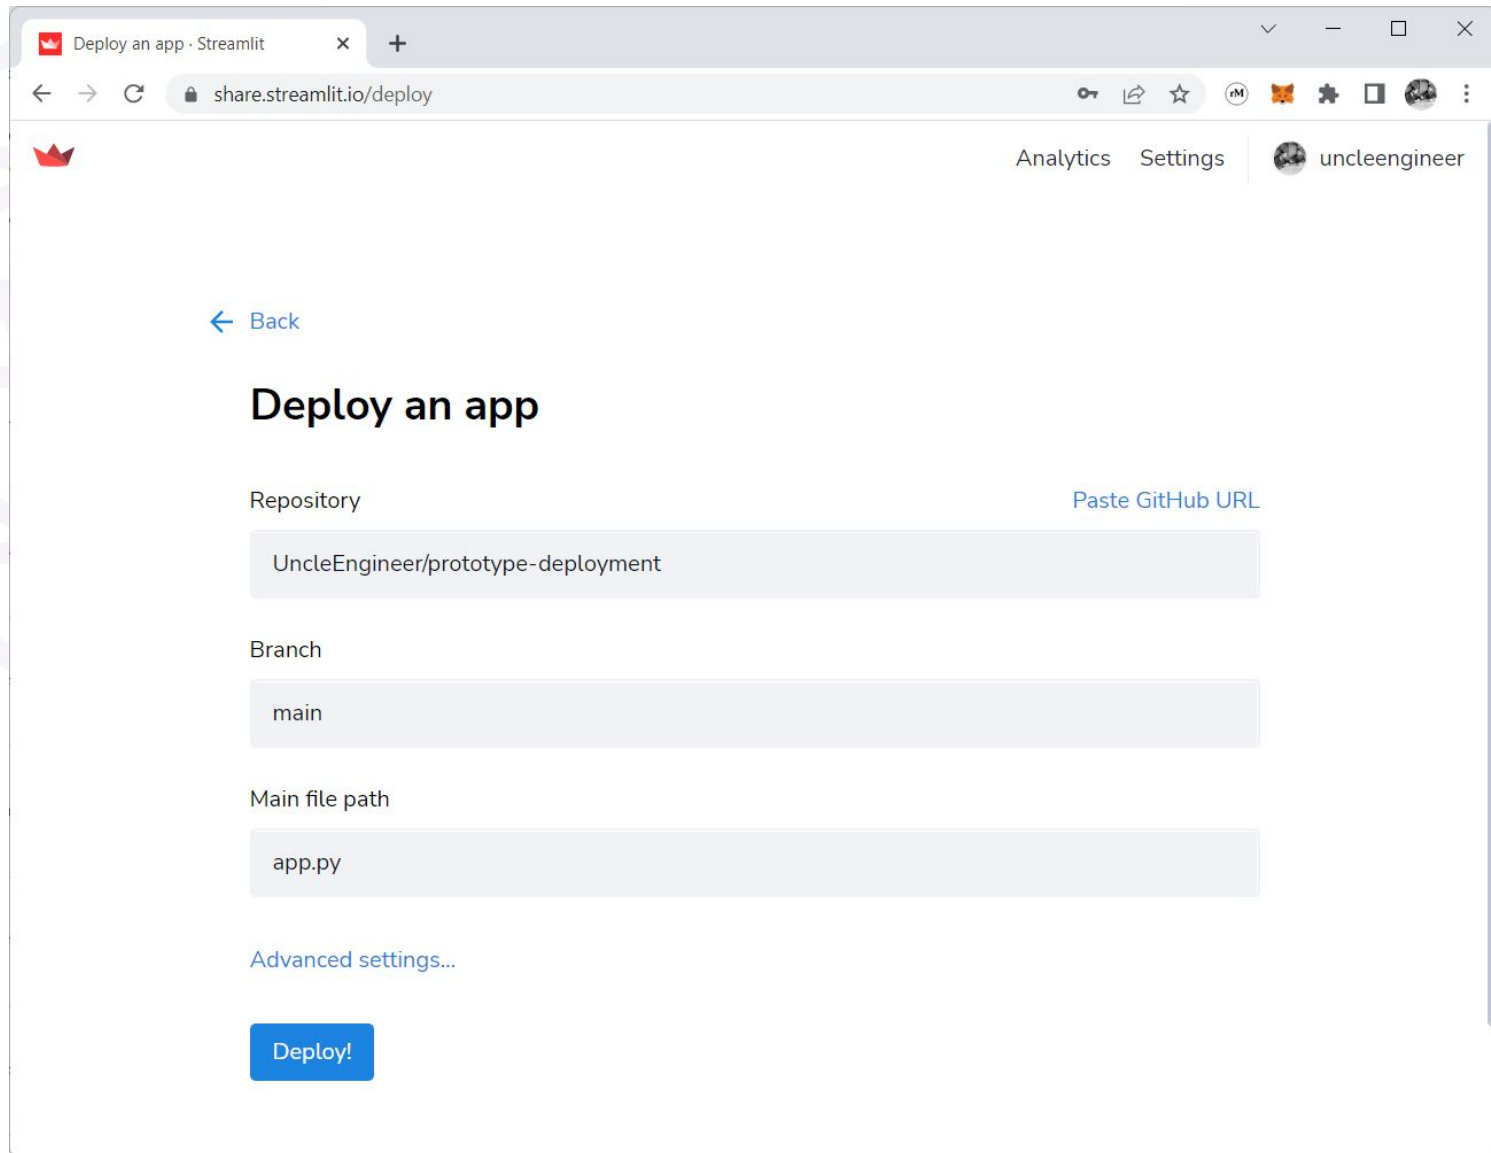 Deploy an app · Streamlit
share.streamlit.io/deploy
rM
Analytics Settings uncleengineer
Back
Deploy an app
Repository Paste GitHub URL
UncleEngineer/prototype-deployment
Branch
main
Main file path
app.py
Advanced settings...
Deploy!